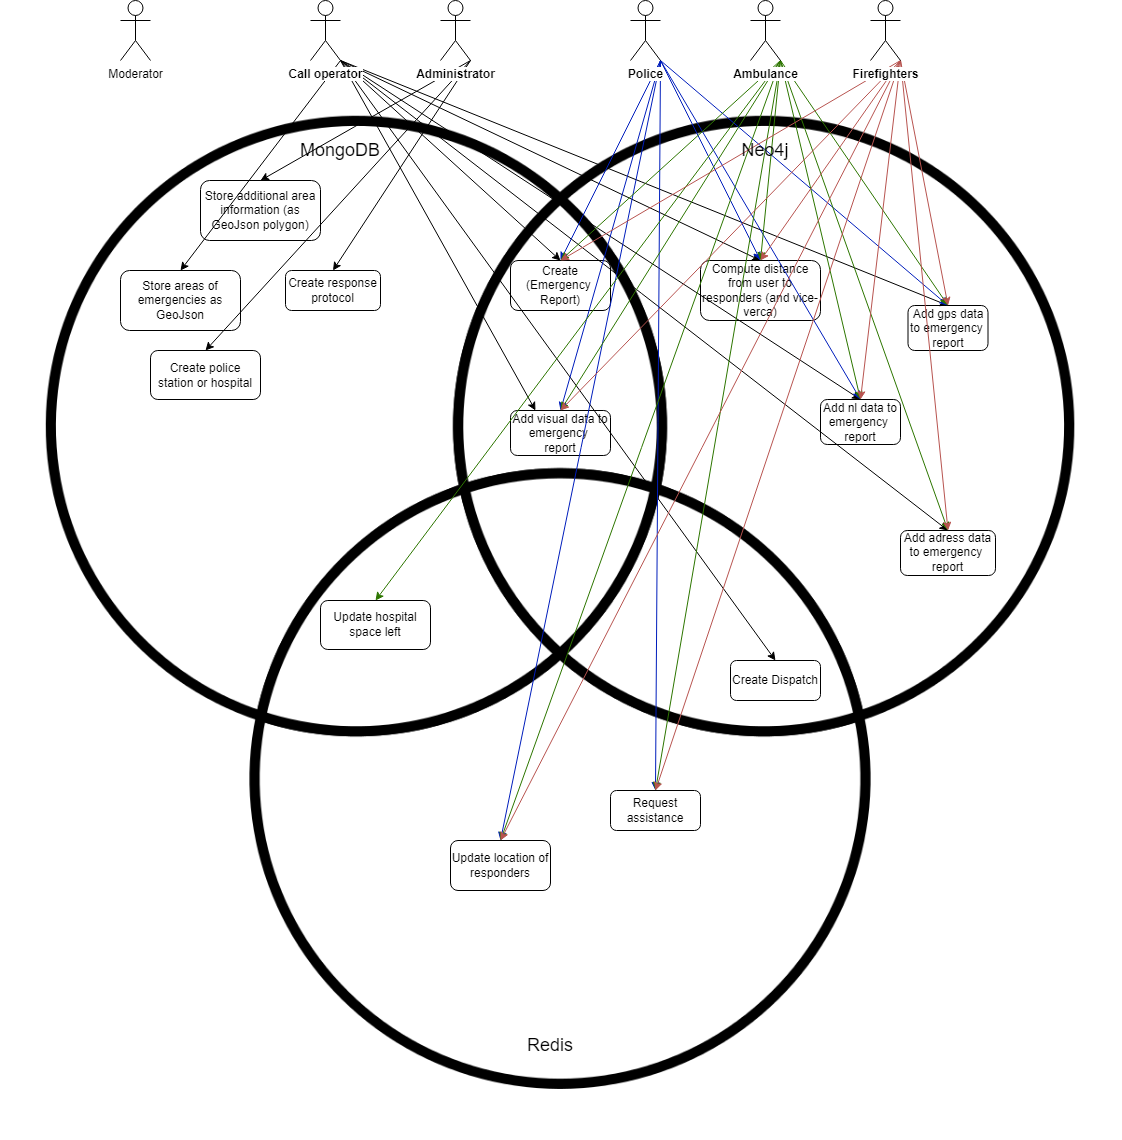 Moderator
Call operator
Administrator
Police
Ambulance
Firefighters
MongoDB
Neo4j
Store additional area
information (as
GeoJson polygon)
Store areas of
emergencies as
GeoJson
Create response
protocol
Create police
station or hospital
Create
(Emergency
Report)
Compute distance
from user to
responders (and vice-
verca)
Add gps data
to emergency
report
Add visual data to
emergency
report
Add nl data to
emergency
report
Add adress data
to emergency
report
Update hospital
space left
Create Dispatch
Request
assistance
Update location of
responders
Redis